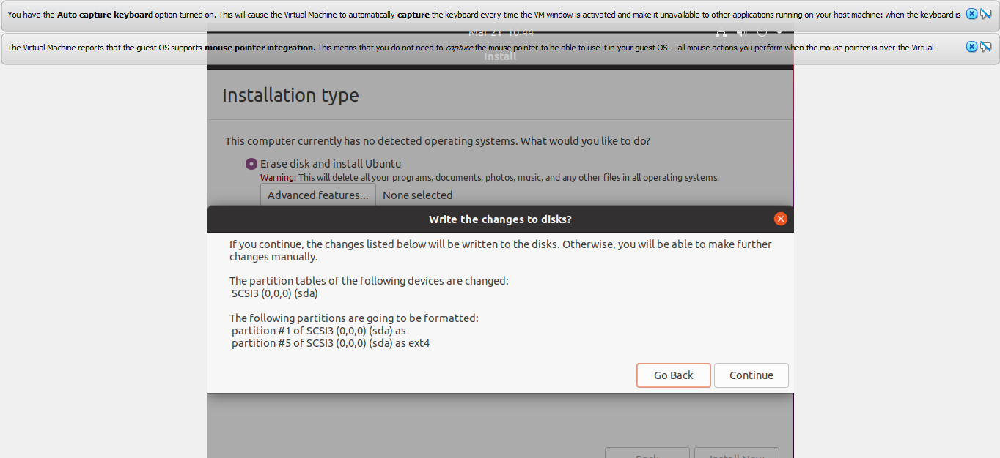 You have the Auto capture keyboard option turned on. This will cause the Virtual Machine to automatically capture the keyboard every time the VM window is activated and make it unavailable to other applications running on your host machine: when the keyboard is
Mar 21 10:44
The Virtual Machine reports that the guest OS supports mouse pointer integration. This means that you do not need to capture the mouse pointer to be able to use it in your guest OS -- all mouse actions you perform when the mouse pointer is over the Virtual
Install
Installation type
This computer currently has no detected operating systems. What would you like to do?
Erase disk and install Ubuntu
Warning: This will delete all your programs, documents, photos, music, and any other files in all operating systems.
Advanced features... None selected
Write the changes to disks?
If you continue, the changes listed below will be written to the disks. Otherwise, you will be able to make further
changes manually.
The partition tables of the following devices are changed:
SCSI3 (0,0,0) (sda)
The following partitions are going to be formatted:
partition #1 of SCSI3 (0,0,0) (sda) as
partition #5 of SCSI3 (0,0,0) (sda) as ext4
Go Back Continue
Back Install Now